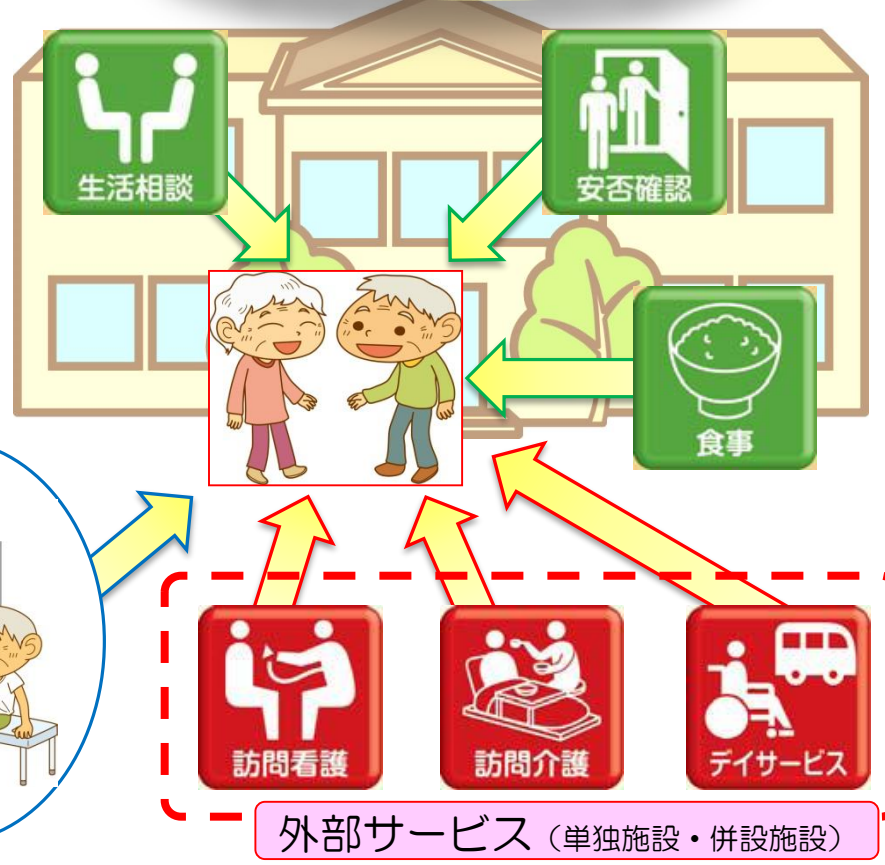 生活相談
安否確認
食事
訪問看護
訪問介護
デイサービス
外部サービス（単独施設・併設施設）